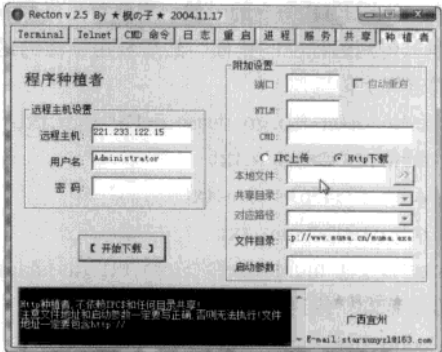 Recton v 2.5 By ★枫の子★ 2004.11.17
Terminal Telnet CMD 命令 日志 重启 进程 服务 共享 种植者
程序种植者
远程主机设置
远程主机: 221.233.122.15
用户名: Administrator
密 码:
【 开始下载 】
附加设置
端口: 自动重启
NTLM:
CMD:
IPC上传 Http下载
本地文件: >>
共享目录:
对应路径:
文件目录: p://www.muma.cn/muma.exe
启动参数:
Http种植者,不依赖IPC$和任何目录共享!
注意文件地址和启动参数一定要写正确,否则无法执行!文件
地址一定要包含http://
广西宜州
E-mail:starsunyzl@163.com